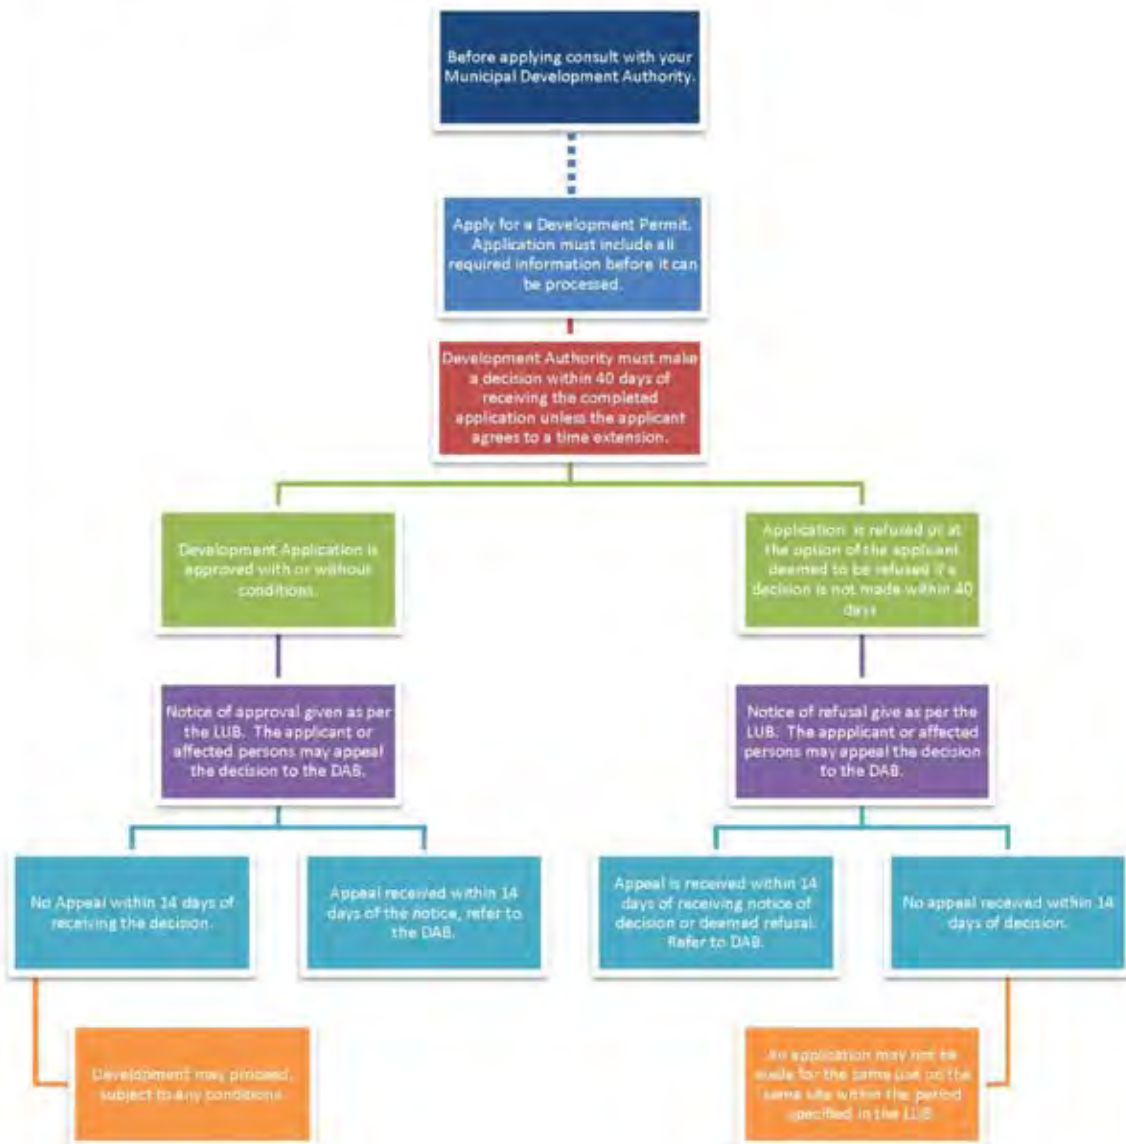 Before applying consult with your
Municipal Development Authority.
Apply for a Development Permit.
Application must include all
required information before it can
be processed.
Development Authority must make
a decision within 40 days of
receiving the completed
application unless the applicant
agrees to a time extension.
Development Application is
approved with or without
conditions.
Application is refused or at
the option of the applicant
deemed to be refused if a
decision is not made within 40
days
Notice of approval given as per
the LUB. The applicant or
affected persons may appeal
the decision to the DAB.
Notice of refusal give as per the
LUB. The appplicant or affected
persons may appeal the decision
to the DAB.
No Appeal within 14 days of
receiving the decision.
Appeal received within 14
days of the notice, refer to
the DAB.
Appeal is received within 14
days of receiving notice of
decision or deemed refusal.
Refer to DAB.
No appeal received within 14
days of decision.
Development may proceed,
subject to any conditions.
An application may not be
made for the same use on the
same site within the period
specified in the LUB.